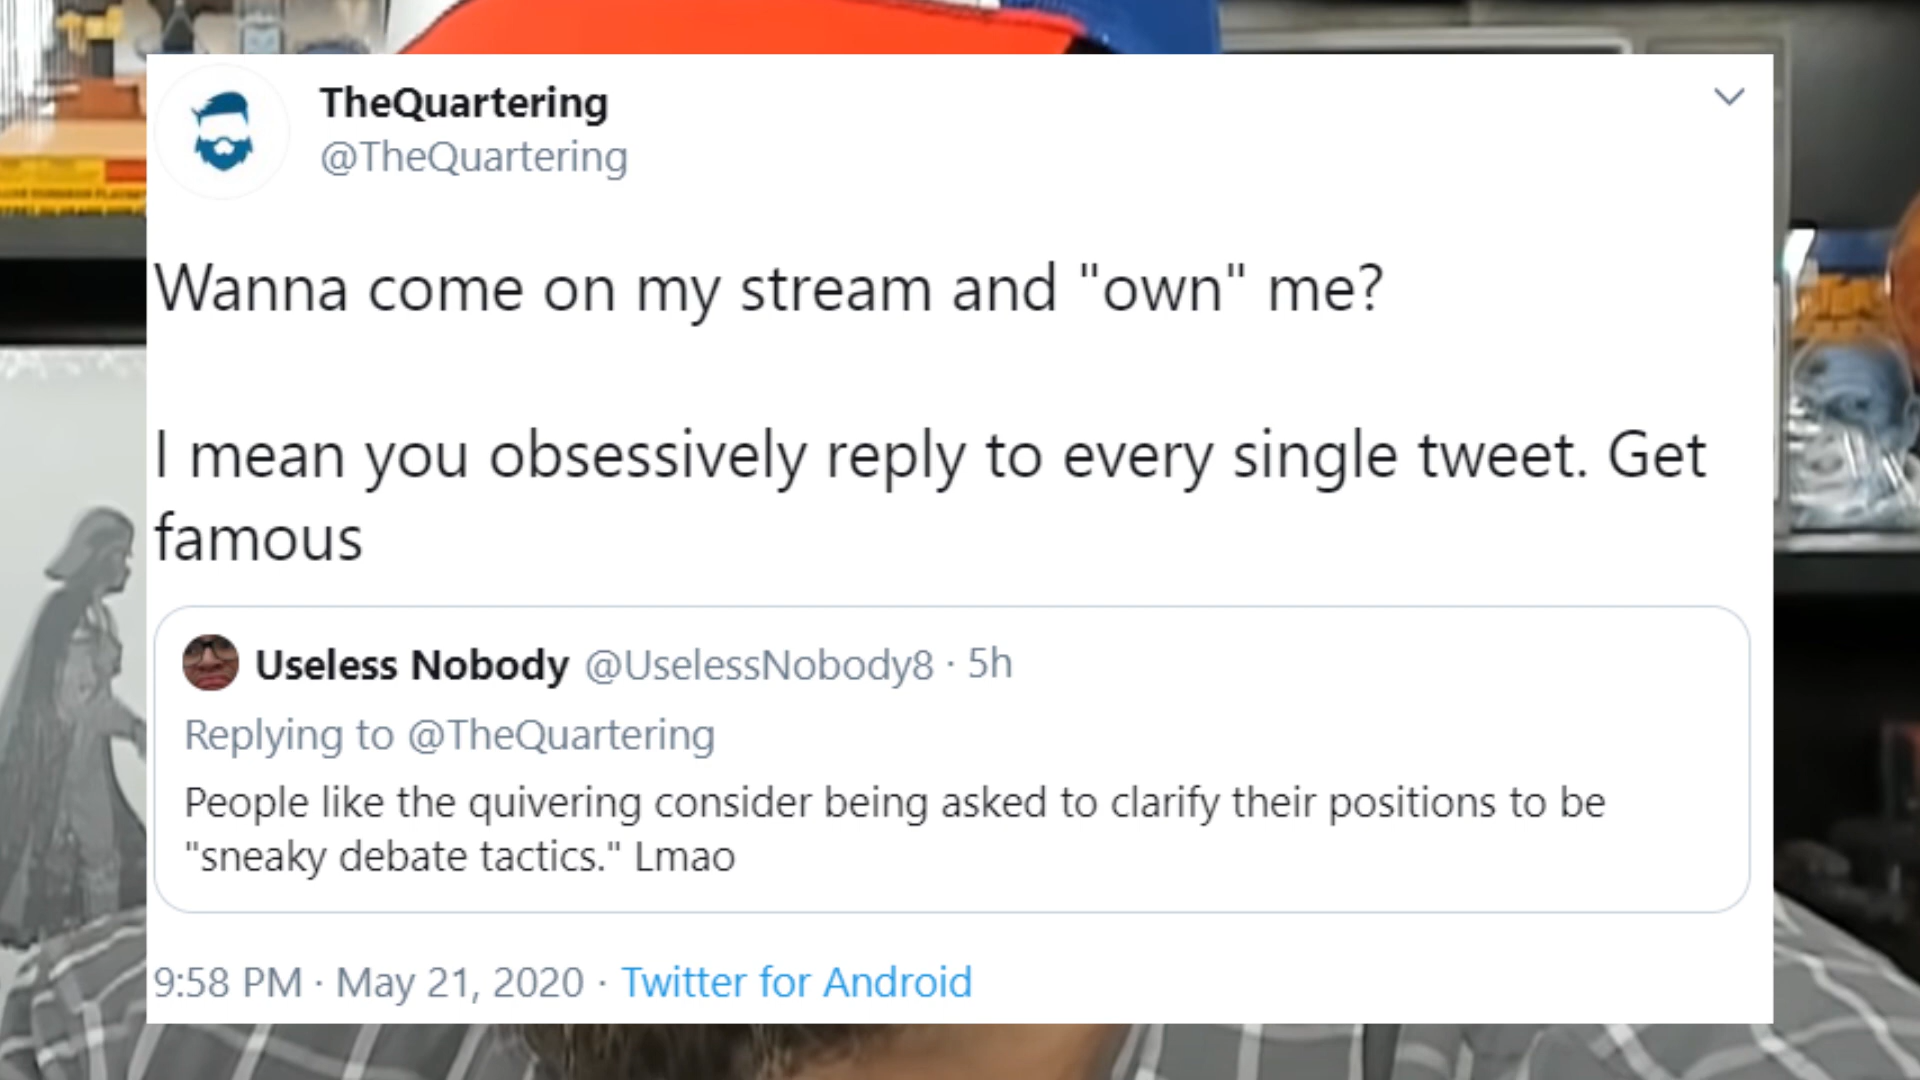 TheQuartering
@TheQuartering
Wanna come on my stream and "own" me?
I mean you obsessively reply to every single tweet. Get
famous
Useless Nobody @UselessNobody8 · 5h
Replying to @TheQuartering
People like the quivering consider being asked to clarify their positions to be
"sneaky debate tactics." Lmao
9:58 PM · May 21, 2020 · Twitter for Android